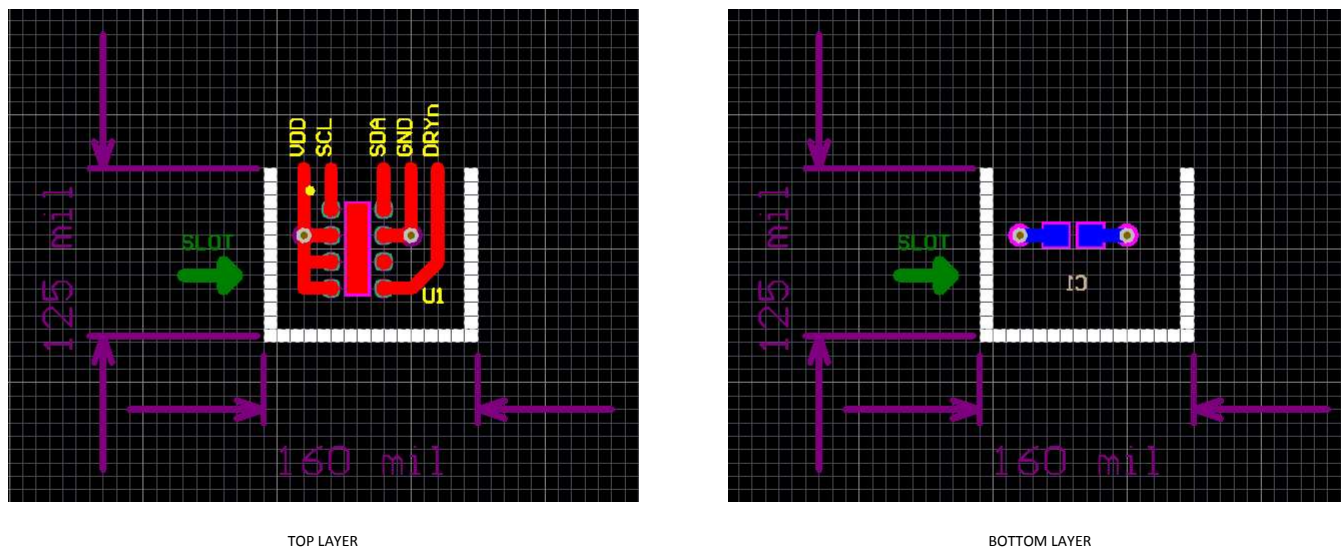 VDD
SCL
SDA
GND
DRYn
SLOT
125 mil
U1
160 mil
TOP LAYER
SLOT
125 mil
C1
160 mil
BOTTOM LAYER